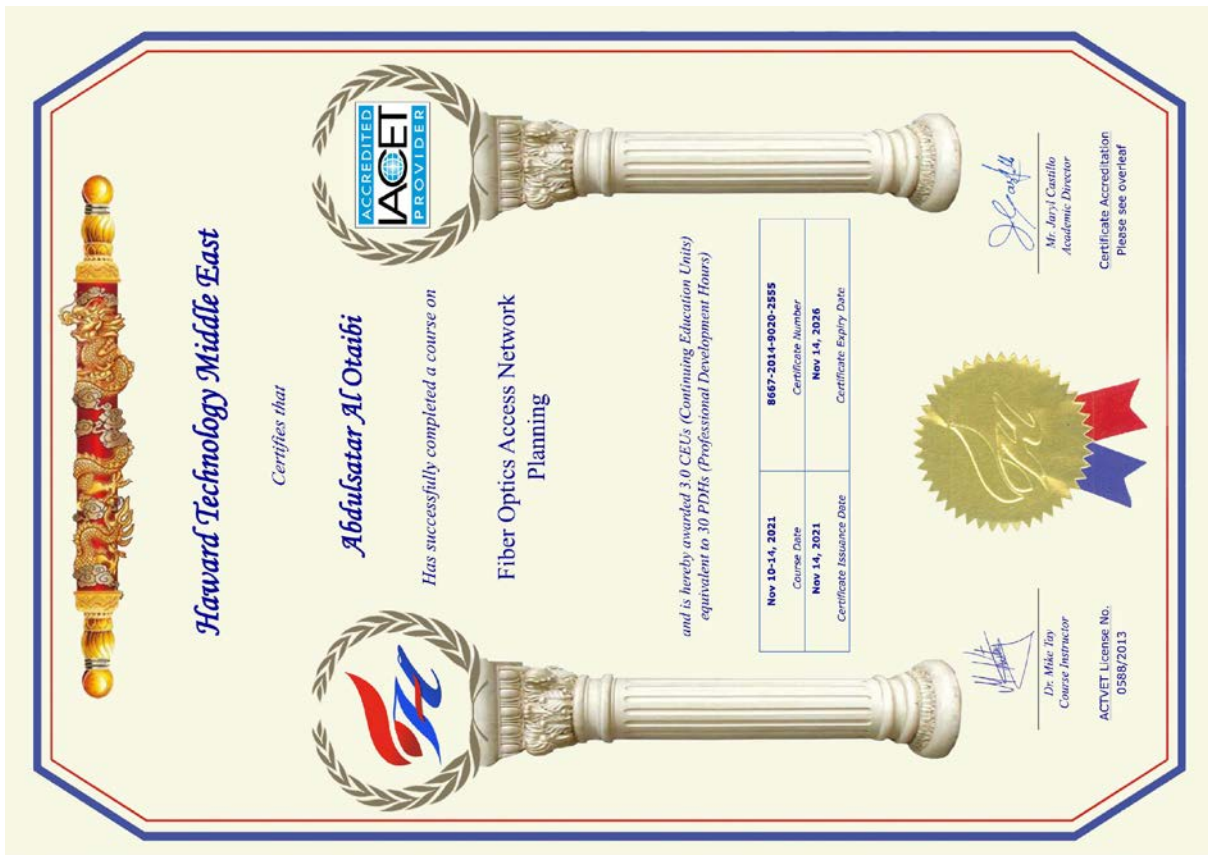 Haward Technology Middle East
Certifies that
ACCREDITED
IACET
PROVIDER
Abdulsatar Al Otaibi
Has successfully completed a course on
Fiber Optics Access Network
Planning
and is hereby awarded 3.0 CEUs (Continuing Education Units)
equivalent to 30 PDHs (Professional Development Hours)
Nov 10-14, 2021
8667-2014-9020-2555
Course Date
Certificate Number
Nov 14, 2021
Nov 14, 2026
Certificate Issuance Date
Certificate Expiry Date
Dr. Mike Tay
Mr. Jaryl Castillo
Course Instructor
Academic Director
ACTVET License No.
Certificate Accreditation
0588/2013
Please see overleaf